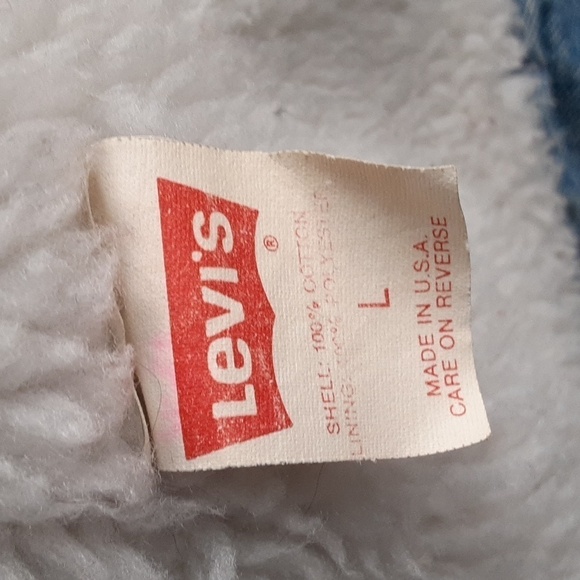 Levi's
®
SHELL: 100% COTTON
LINING: 100% POLYESTER
L
MADE IN U.S.A.
CARE ON REVERSE